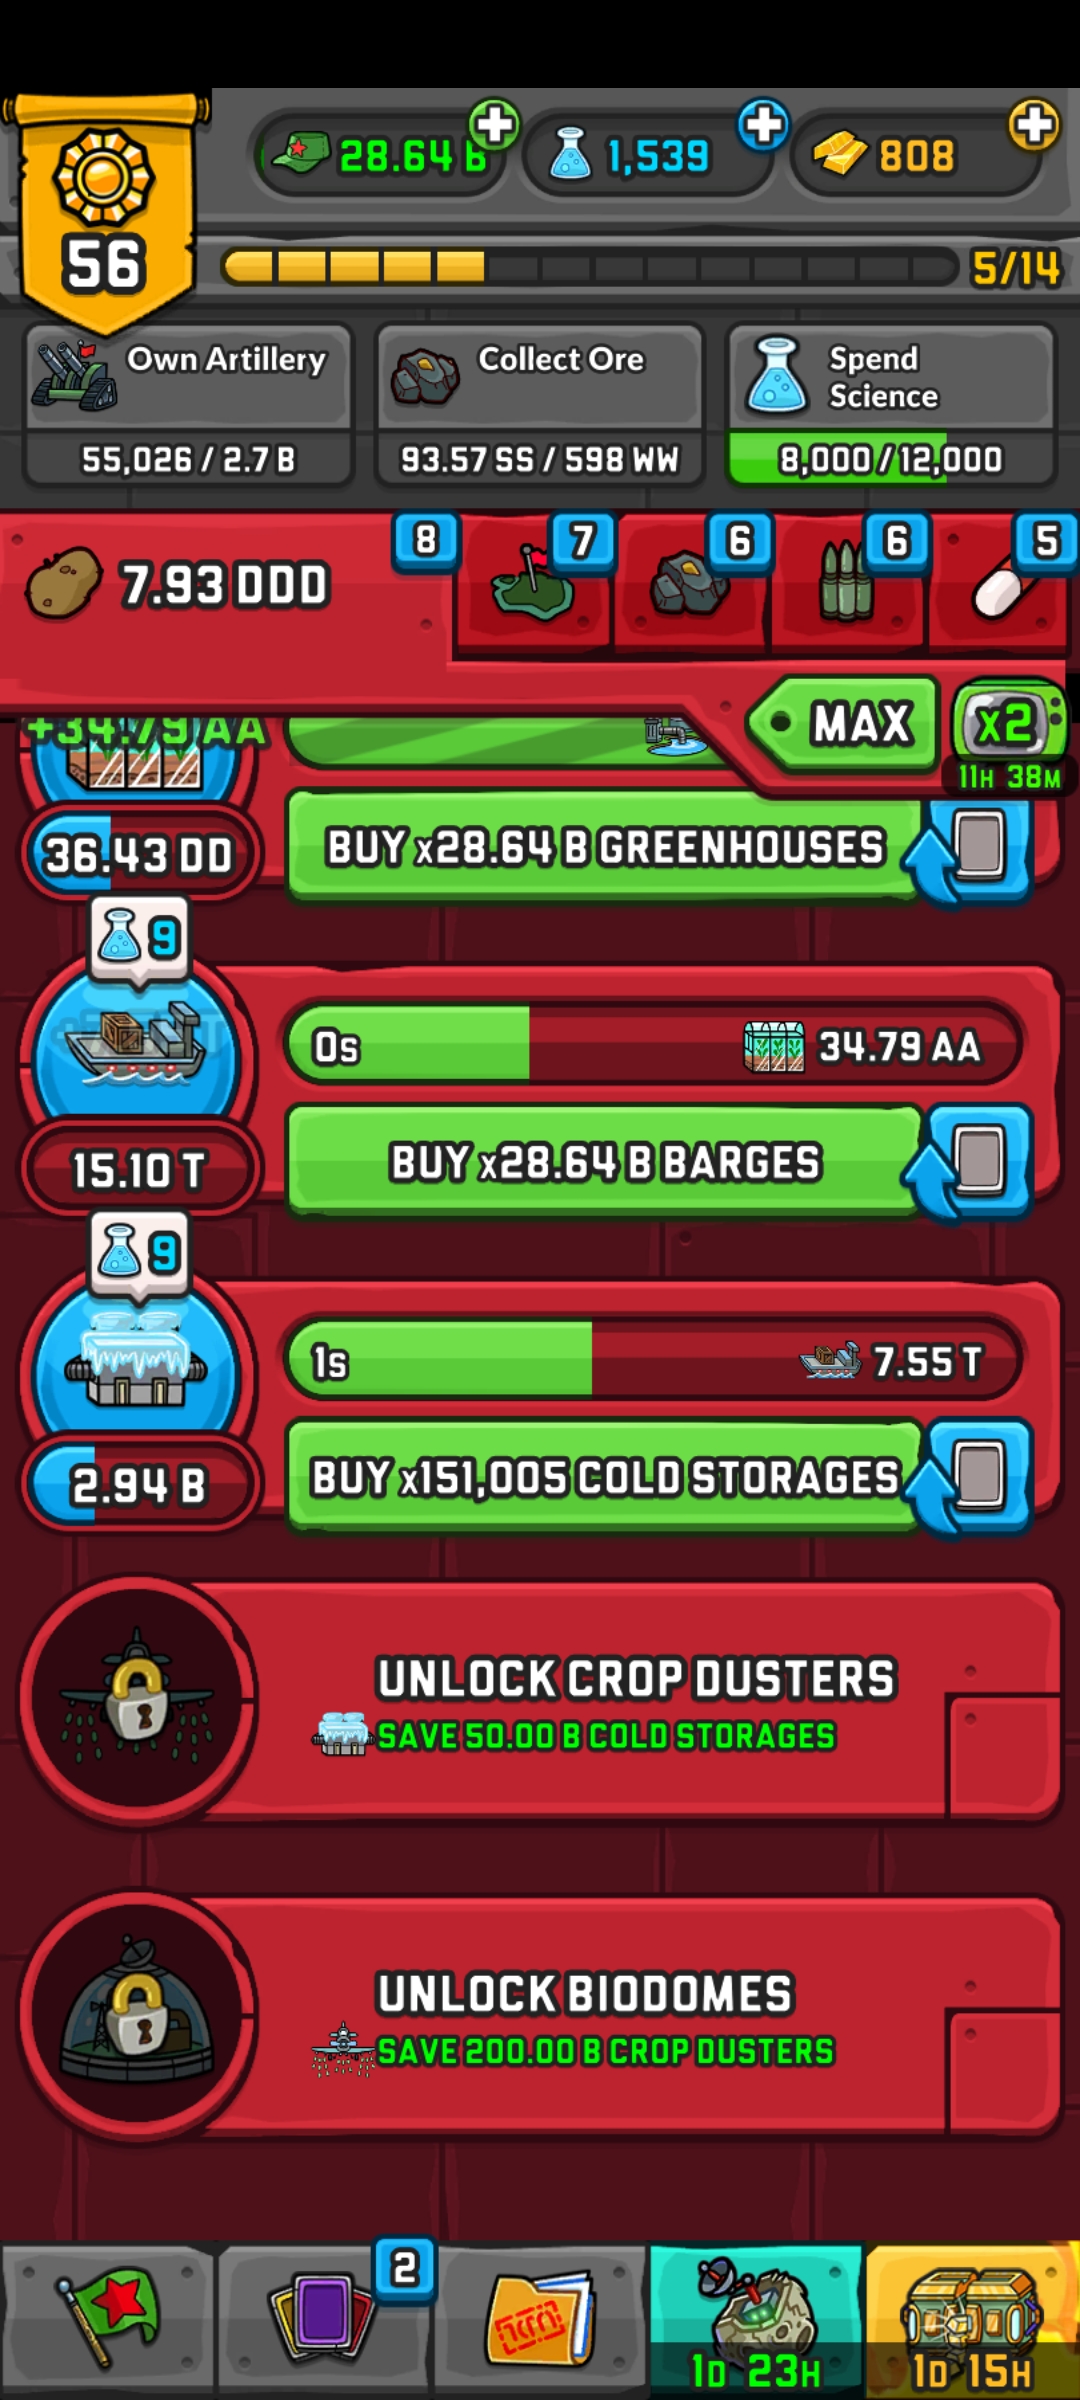 56
28.64 B
1,539
808
5/14
Own Artillery
55,026 / 2.7 B
Collect Ore
93.57 SS / 598 WW
Spend
Science
8,000 / 12,000
7.93 DDD
8
7
6
6
5
MAX
X2
11H 38M
+34.79 AA
36.43 DD
BUY x28.64 B GREENHOUSES
9
0s
34.79 AA
15.10 T
BUY x28.64 B BARGES
9
1s
7.55 T
2.94 B
BUY x151,005 COLD STORAGES
UNLOCK CROP DUSTERS
SAVE 50.00 B COLD STORAGES
UNLOCK BIODOMES
SAVE 200.00 B CROP DUSTERS
2
1D 23H
1D 15H